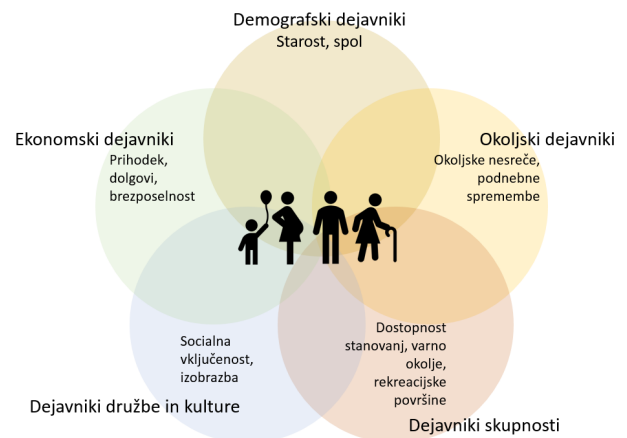 Demografski dejavniki
Starost, spol
Ekonomski dejavniki
Prihodek,
dolgovi,
brezposelnost
Okoljski dejavniki
Okoljske nesreče,
podnebne
spremembe
Socialna
vključenost,
izobrazba
Dejavniki družbe in kulture
Dostopnost
stanovanj, varno
okolje,
rekreacijske
površine
Dejavniki skupnosti